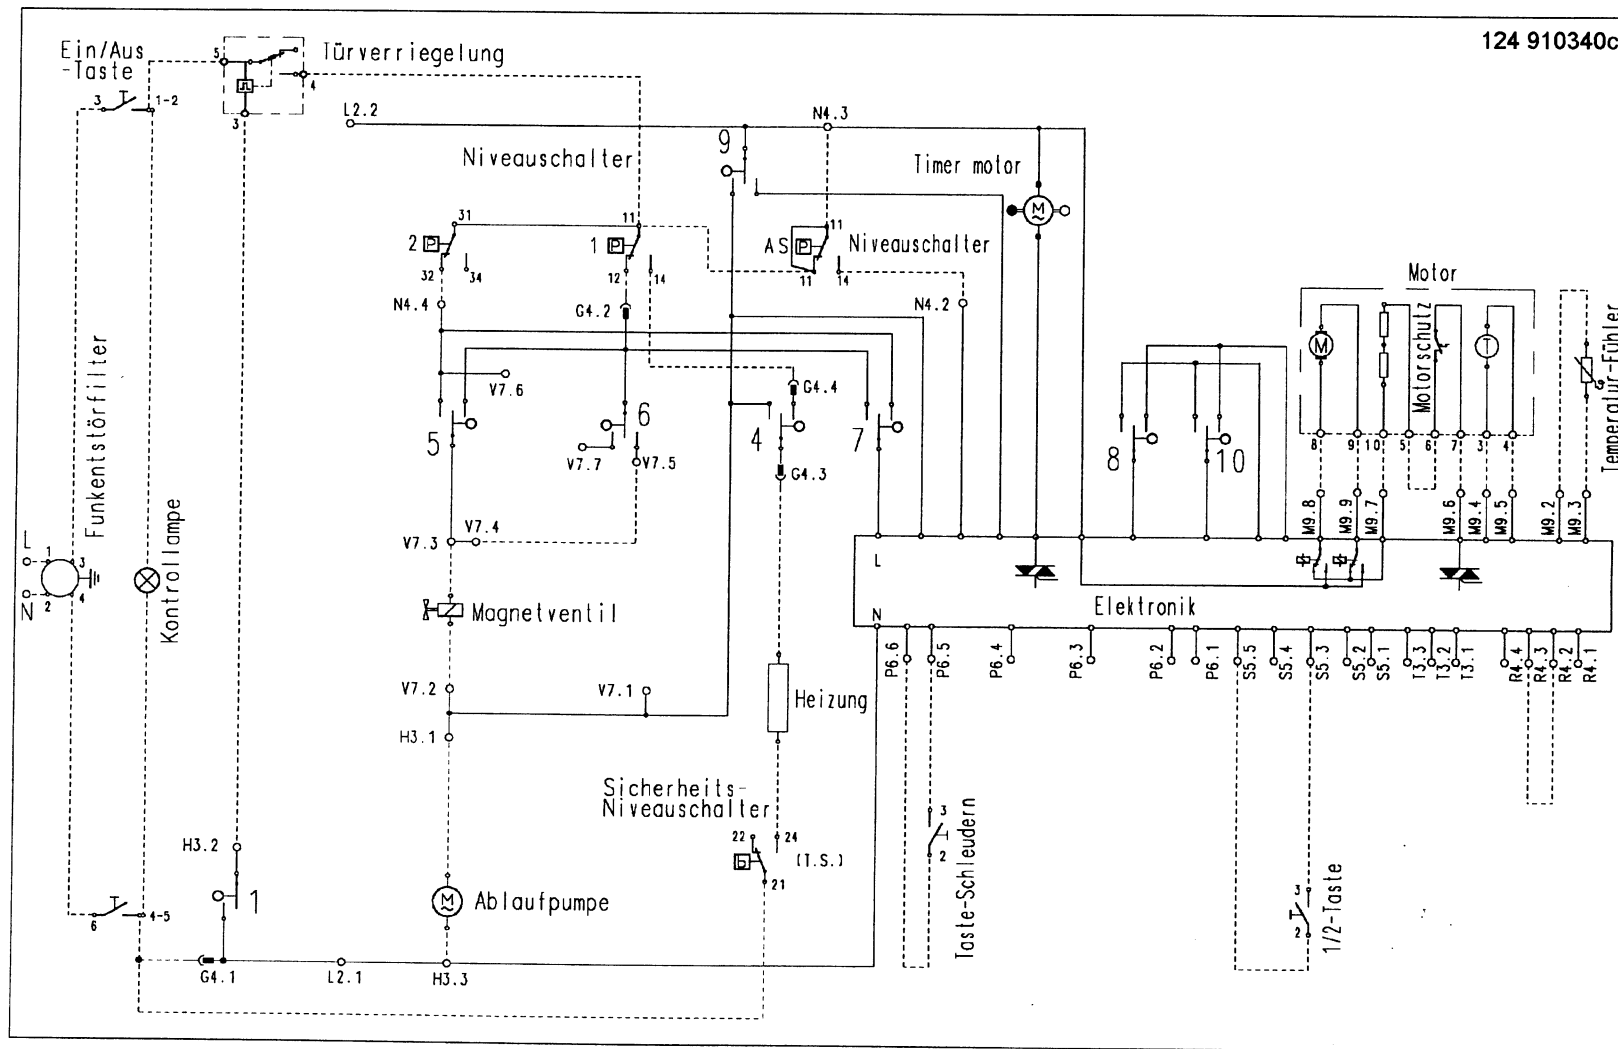 124 910340c
Ein/Aus
-Taste
Türverriegelung
5
4
3
3
1-2
L2.2
N4.3
9
Niveauschalter
Timer motor
M
~
31
2
P
32
34
11
1
P
12
14
11
AS
P
Niveauschalter
11
14
N4.4
G4.2
N4.2
Motor
Motorschutz
M
T
Temperatur-Fühler
V7.6
G4.4
5
6
V7.7
V7.5
4
G4.3
7
8
10
8
9
10
5
6
7
3
4
M9.8
M9.9
M9.7
M9.6
M9.4
M9.5
M9.2
M9.3
Funkentstörfilter
Kontrollampe
L
N
1
2
3
4
V7.3
V7.4
Magnetventil
L
N
Elektronik
P6.6
P6.5
P6.4
P6.3
P6.2
P6.1
S5.5
S5.4
S5.3
S5.2
S5.1
T3.3
T3.2
T3.1
R4.4
R4.3
R4.2
R4.1
V7.2
V7.1
Heizung
H3.1
Sicherheits-
Niveauschalter
22
24
(T.S.)
21
3
2
Taste-Schleudern
3
2
1/2-Taste
H3.2
1
6
4-5
M
~
Ablaufpumpe
G4.1
L2.1
H3.3